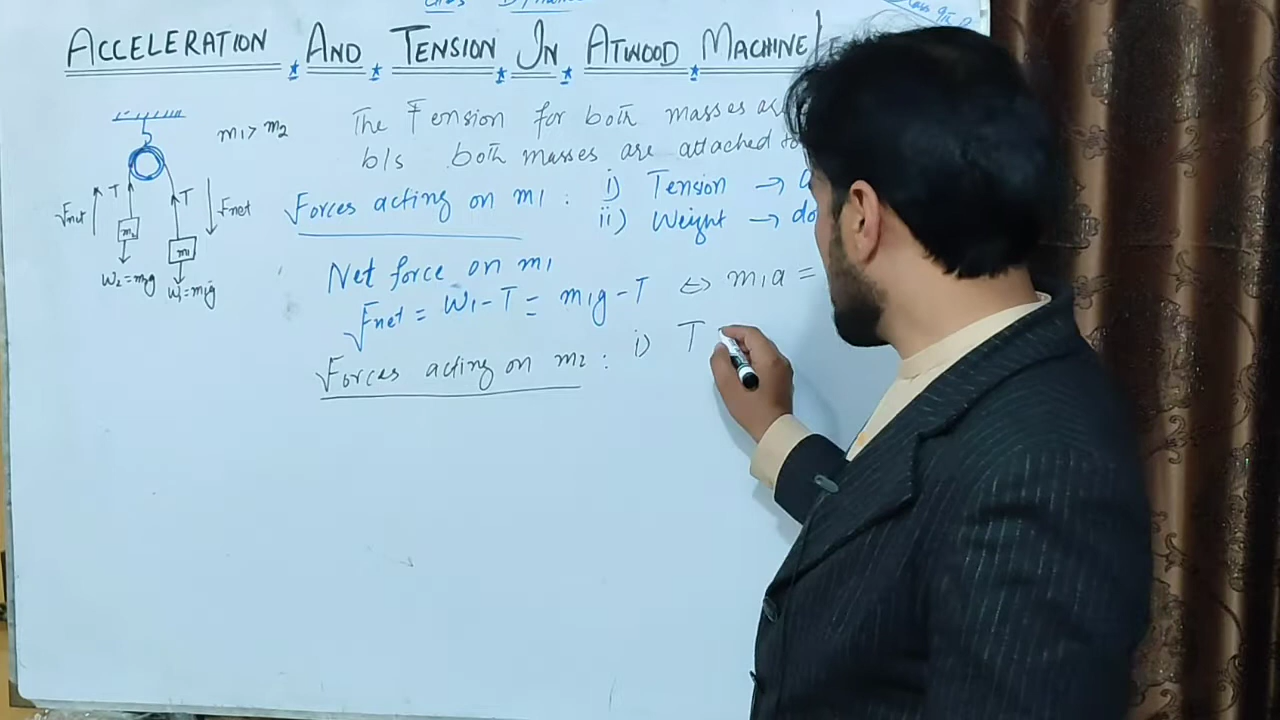 ACCELERATION AND TENSION IN ATWOOD MACHINE/
m1 > m2
The Tension for both masses are
b/s both masses are attached to
Forces acting on m1 : i) Tension →
ii) Weight → do
T
T
Fnet
Fnet
m2
m1
W2 = m2g
W1 = m1g
Net force on m1
Fnet = W1 - T = m1g - T ⇔ m1a =
Forces acting on m2 : i) T